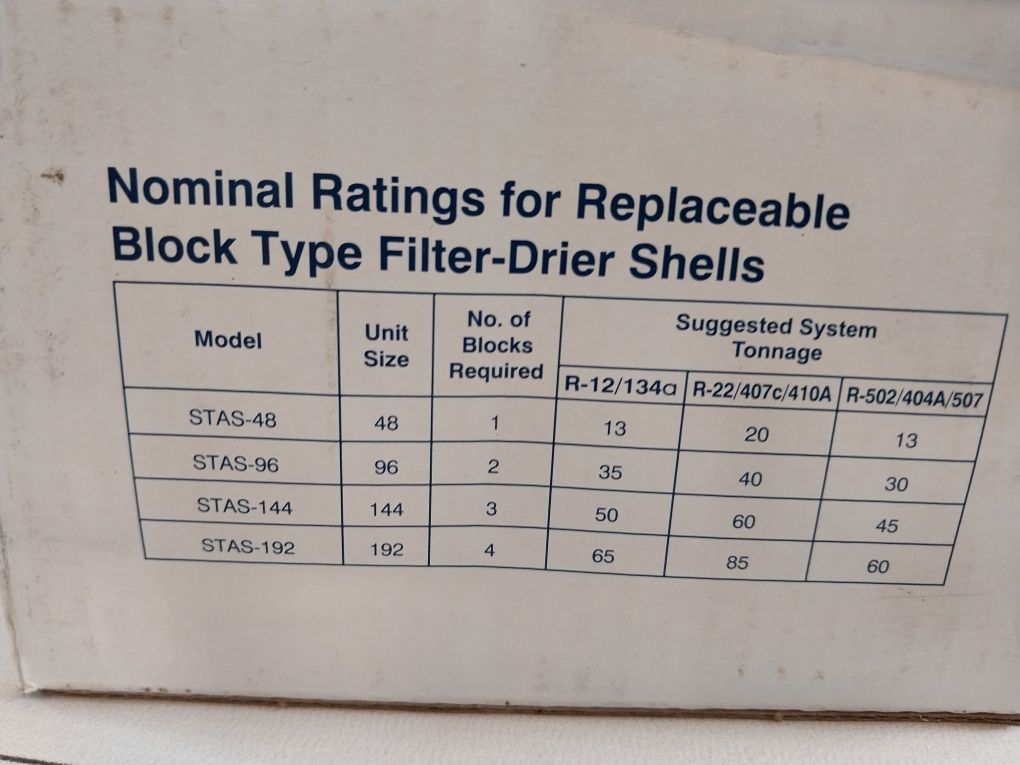 Nominal Ratings for Replaceable
Block Type Filter-Drier Shells
Model Unit Size No. of Blocks Required Suggested System Tonnage
R-12/134a R-22/407c/410A R-502/404A/507
STAS-48 48 1 13 20 13
STAS-96 96 2 35 40 30
STAS-144 144 3 50 60 45
STAS-192 192 4 65 85 60